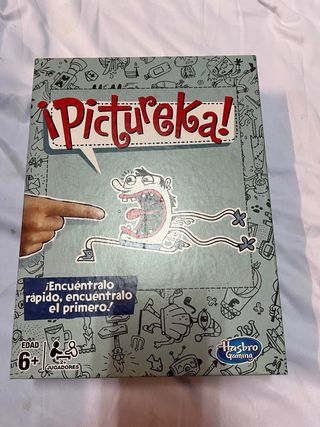 ¡Pictureka!
¡Encuéntralo
rápido, encuéntralo
el primero!
EDAD
6+
JUGADORES
Hasbro
Gaming